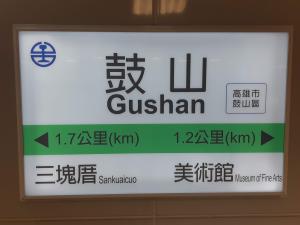 鼓山
Gushan
高雄市
鼓山區
◀ 1.7公里(km) 1.2公里(km) ▶
三塊厝 Sankuaicuo 美術館 Museum of Fine Arts